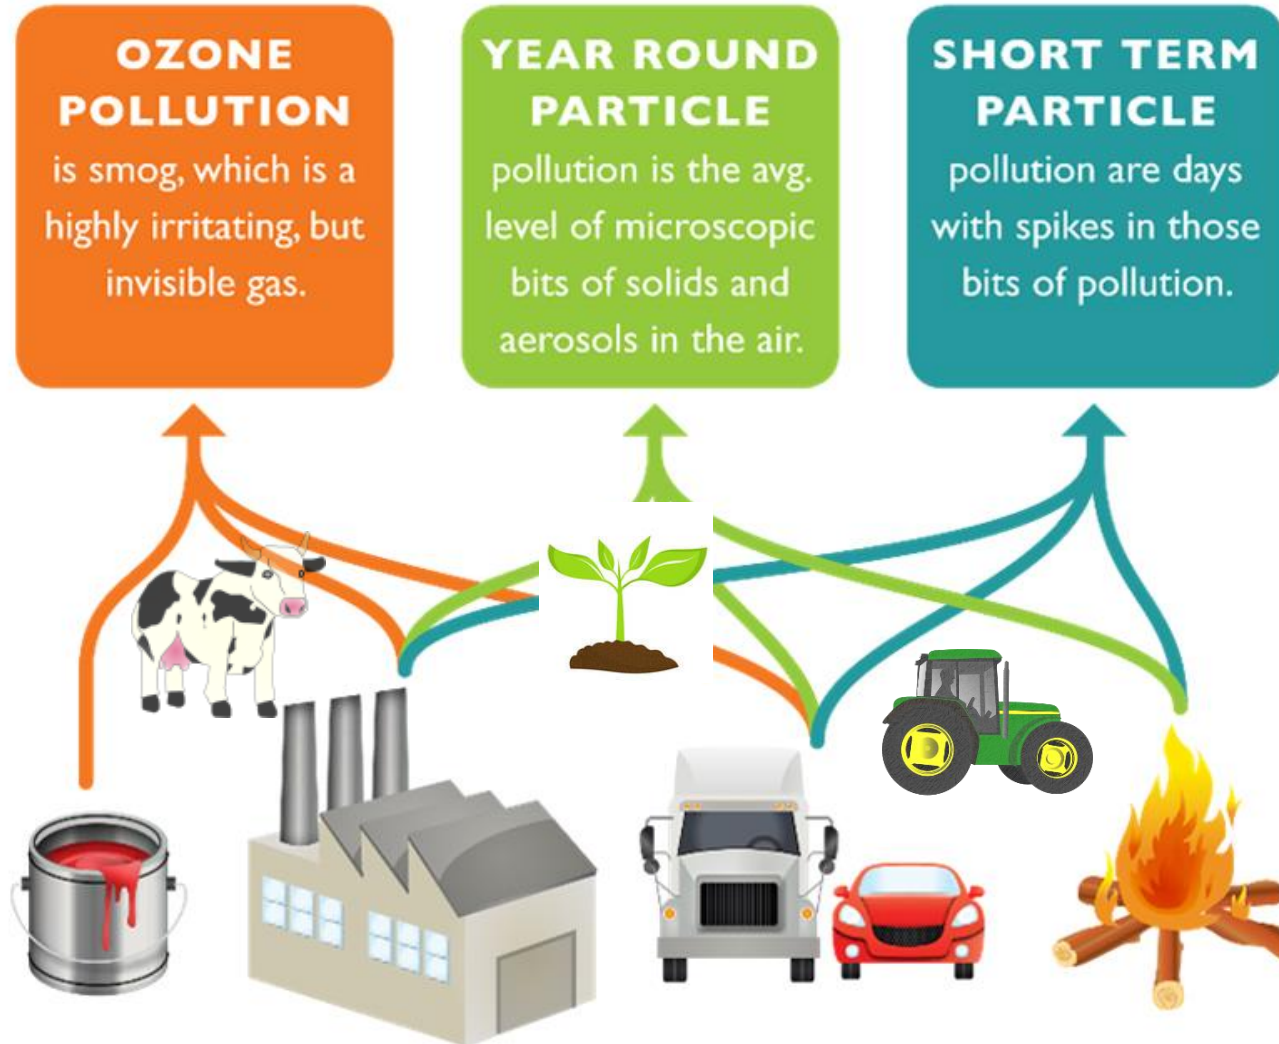 OZONE
POLLUTION
is smog, which is a
highly irritating, but
invisible gas.
YEAR ROUND
PARTICLE
pollution is the avg.
level of microscopic
bits of solids and
aerosols in the air.
SHORT TERM
PARTICLE
pollution are days
with spikes in those
bits of pollution.